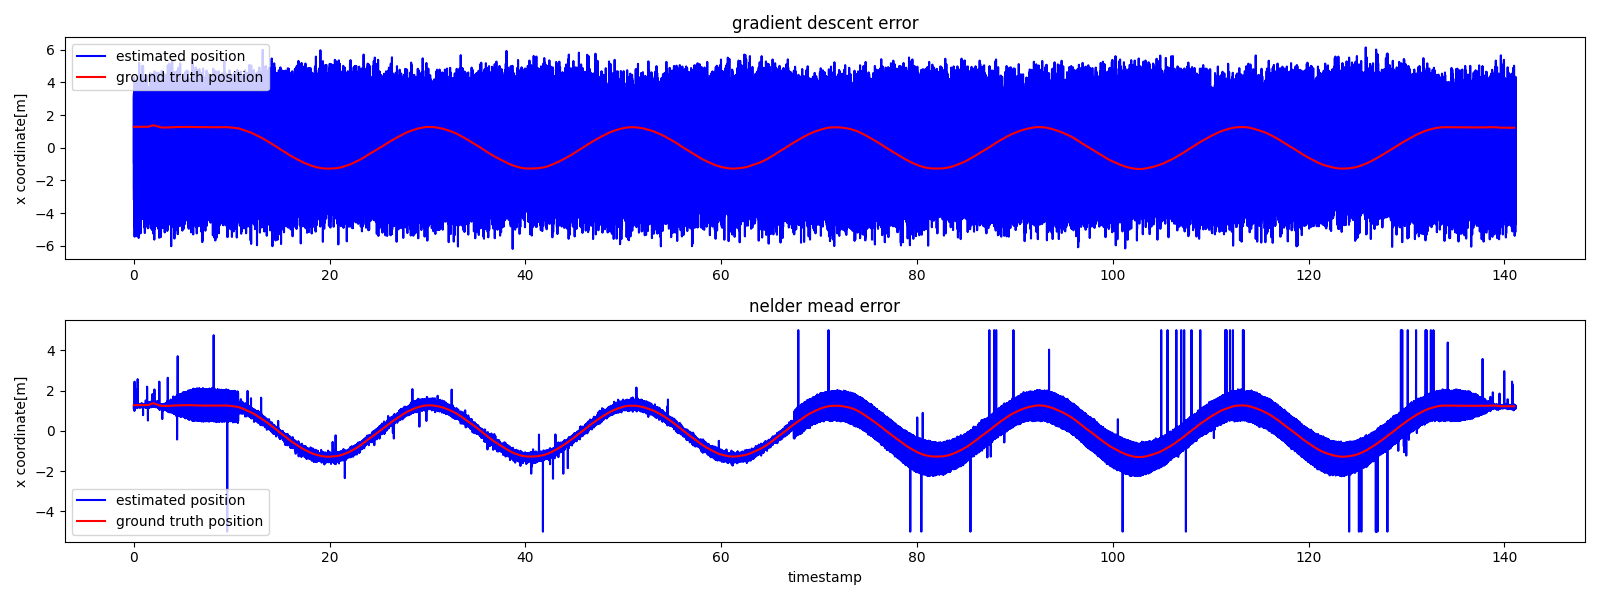 gradient descent error
6
4
2
0
−2
−4
−6
x coordinate[m]
estimated position
ground truth position
0 20 40 60 80 100 120 140
nelder mead error
4
2
0
−2
−4
x coordinate[m]
estimated position
ground truth position
0 20 40 60 80 100 120 140
timestamp